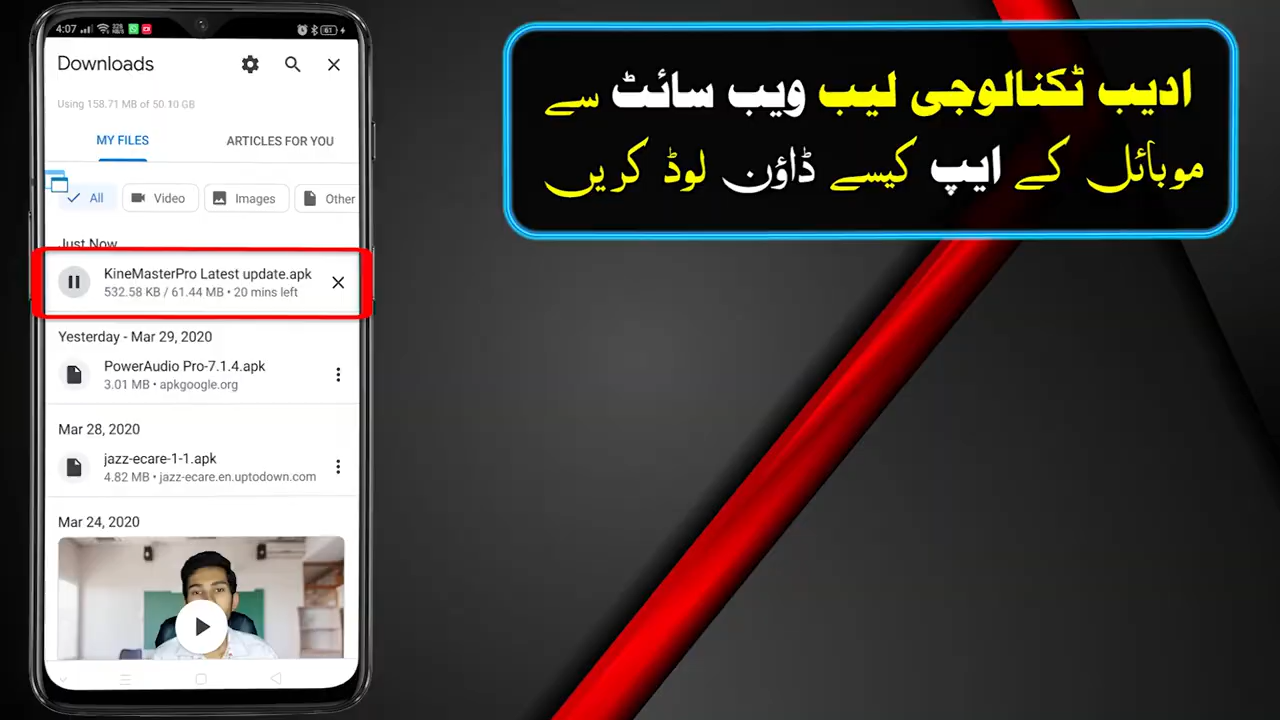 4:07
328 KB/s
61
Downloads
Using 158.71 MB of 50.10 GB
MY FILES
ARTICLES FOR YOU
All
Video
Images
Other
Just Now
KineMasterPro Latest update.apk
532.58 KB / 61.44 MB • 20 mins left
Yesterday - Mar 29, 2020
PowerAudio Pro-7.1.4.apk
3.01 MB • apkgoogle.org
Mar 28, 2020
jazz-ecare-1-1.apk
4.82 MB • jazz-ecare.en.uptodown.com
Mar 24, 2020
ادیب ٹکنالوجی لیب ویب سائٹ سے
موبائل کے ایپ کیسے ڈاؤن لوڈ کریں